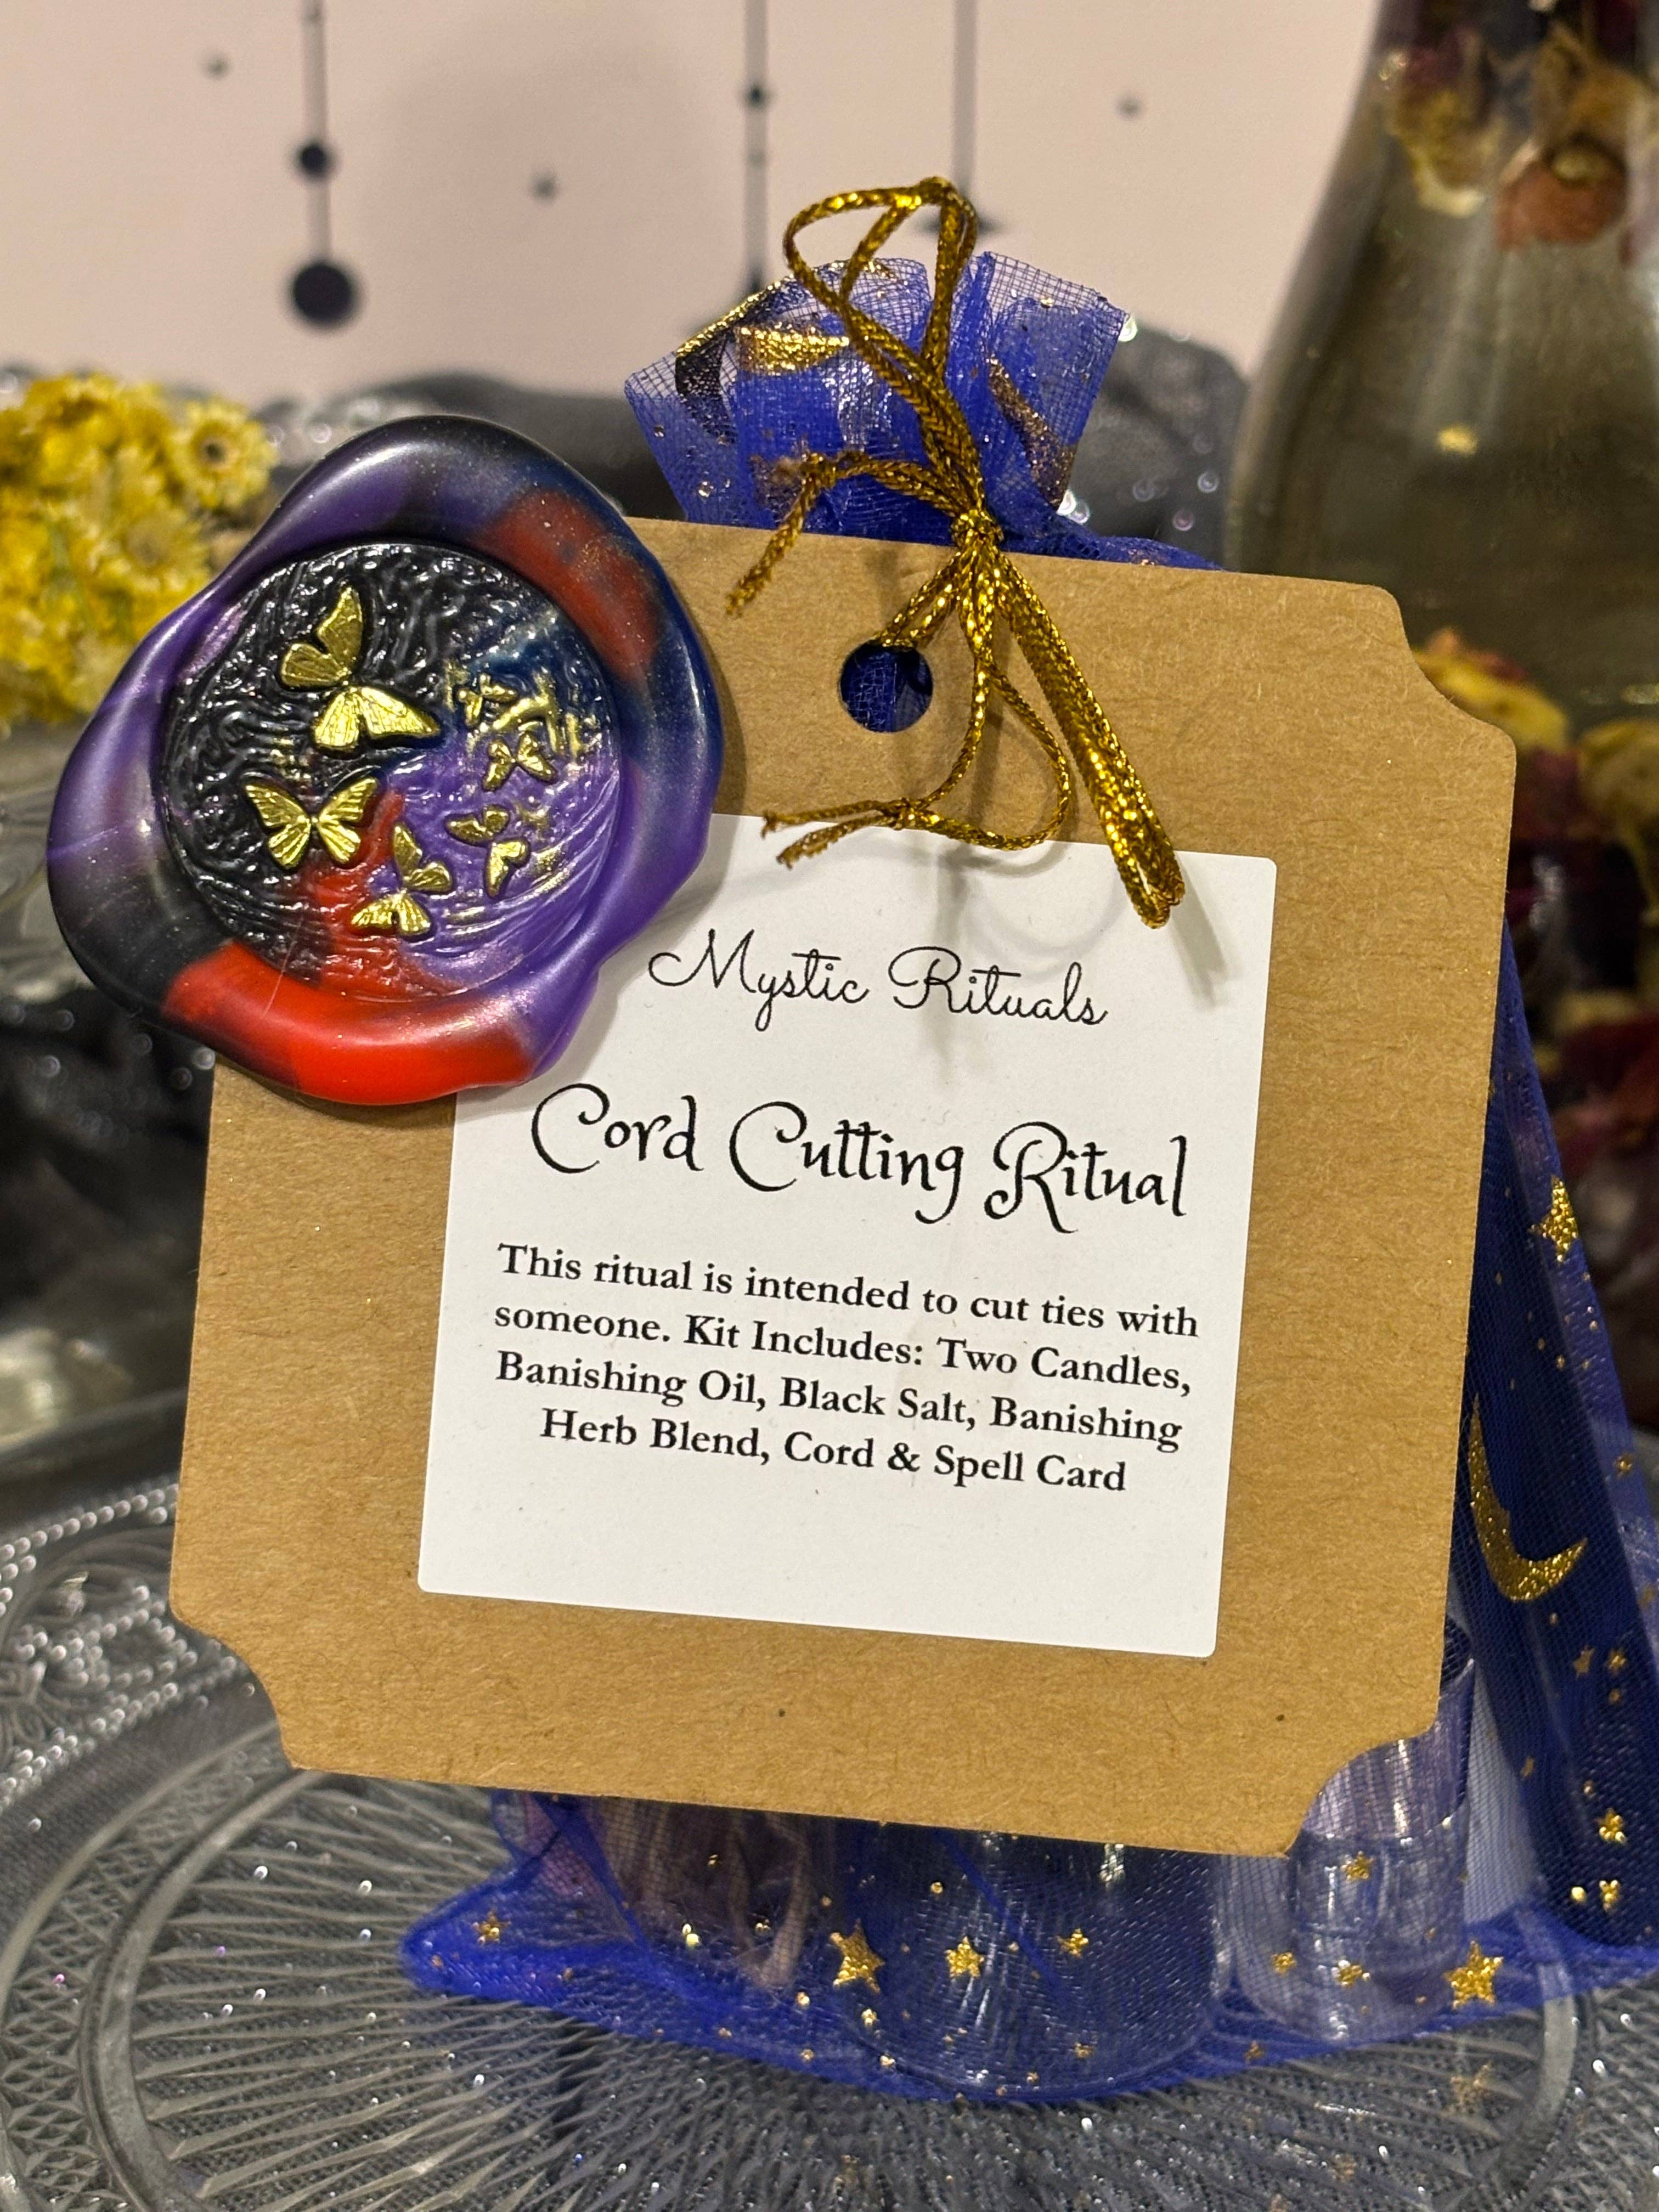 Mystic Rituals
Cord Cutting Ritual
This ritual is intended to cut ties with
someone. Kit Includes: Two Candles,
Banishing Oil, Black Salt, Banishing
Herb Blend, Cord & Spell Card